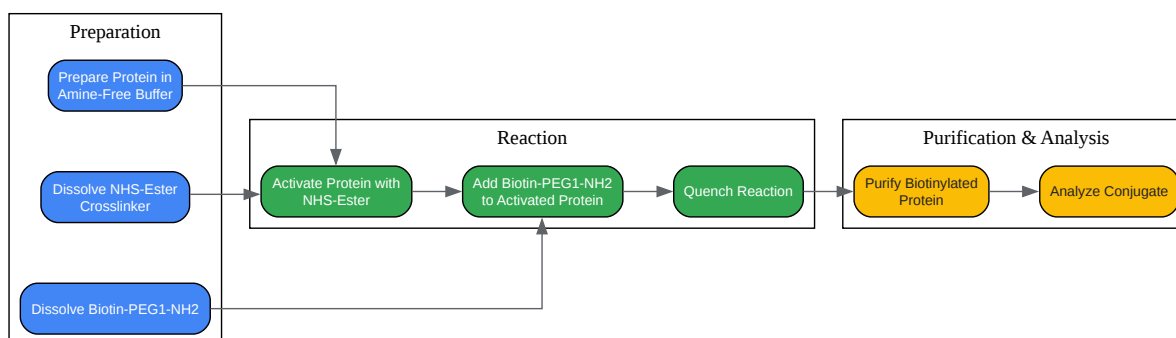 Preparation
Prepare Protein in
Amine-Free Buffer
Dissolve NHS-Ester
Crosslinker
Dissolve Biotin-PEG1-NH2
Reaction
Activate Protein with
NHS-Ester
Add Biotin-PEG1-NH2
to Activated Protein
Quench Reaction
Purification & Analysis
Purify Biotinylated
Protein
Analyze Conjugate